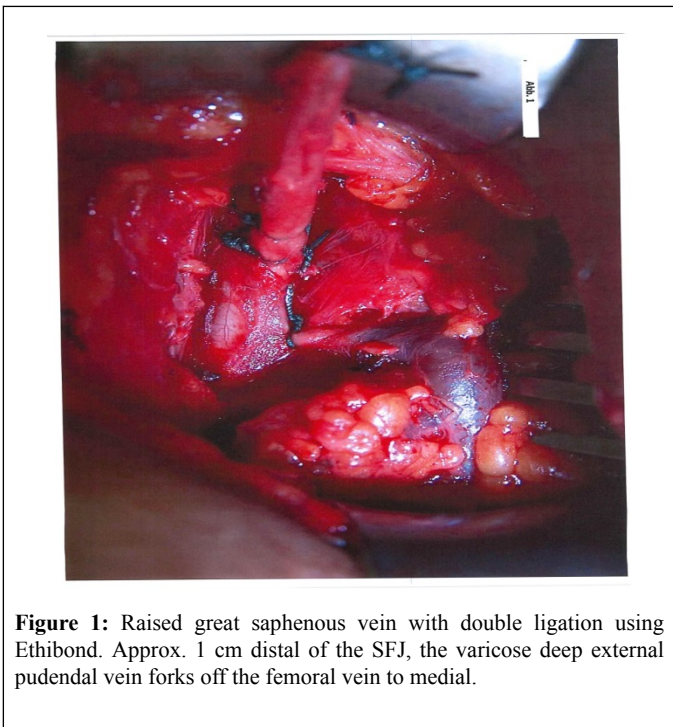 Abb.1
Figure 1: Raised great saphenous vein with double ligation using
Ethibond. Approx. 1 cm distal of the SFJ, the varicose deep external
pudendal vein forks off the femoral vein to medial.